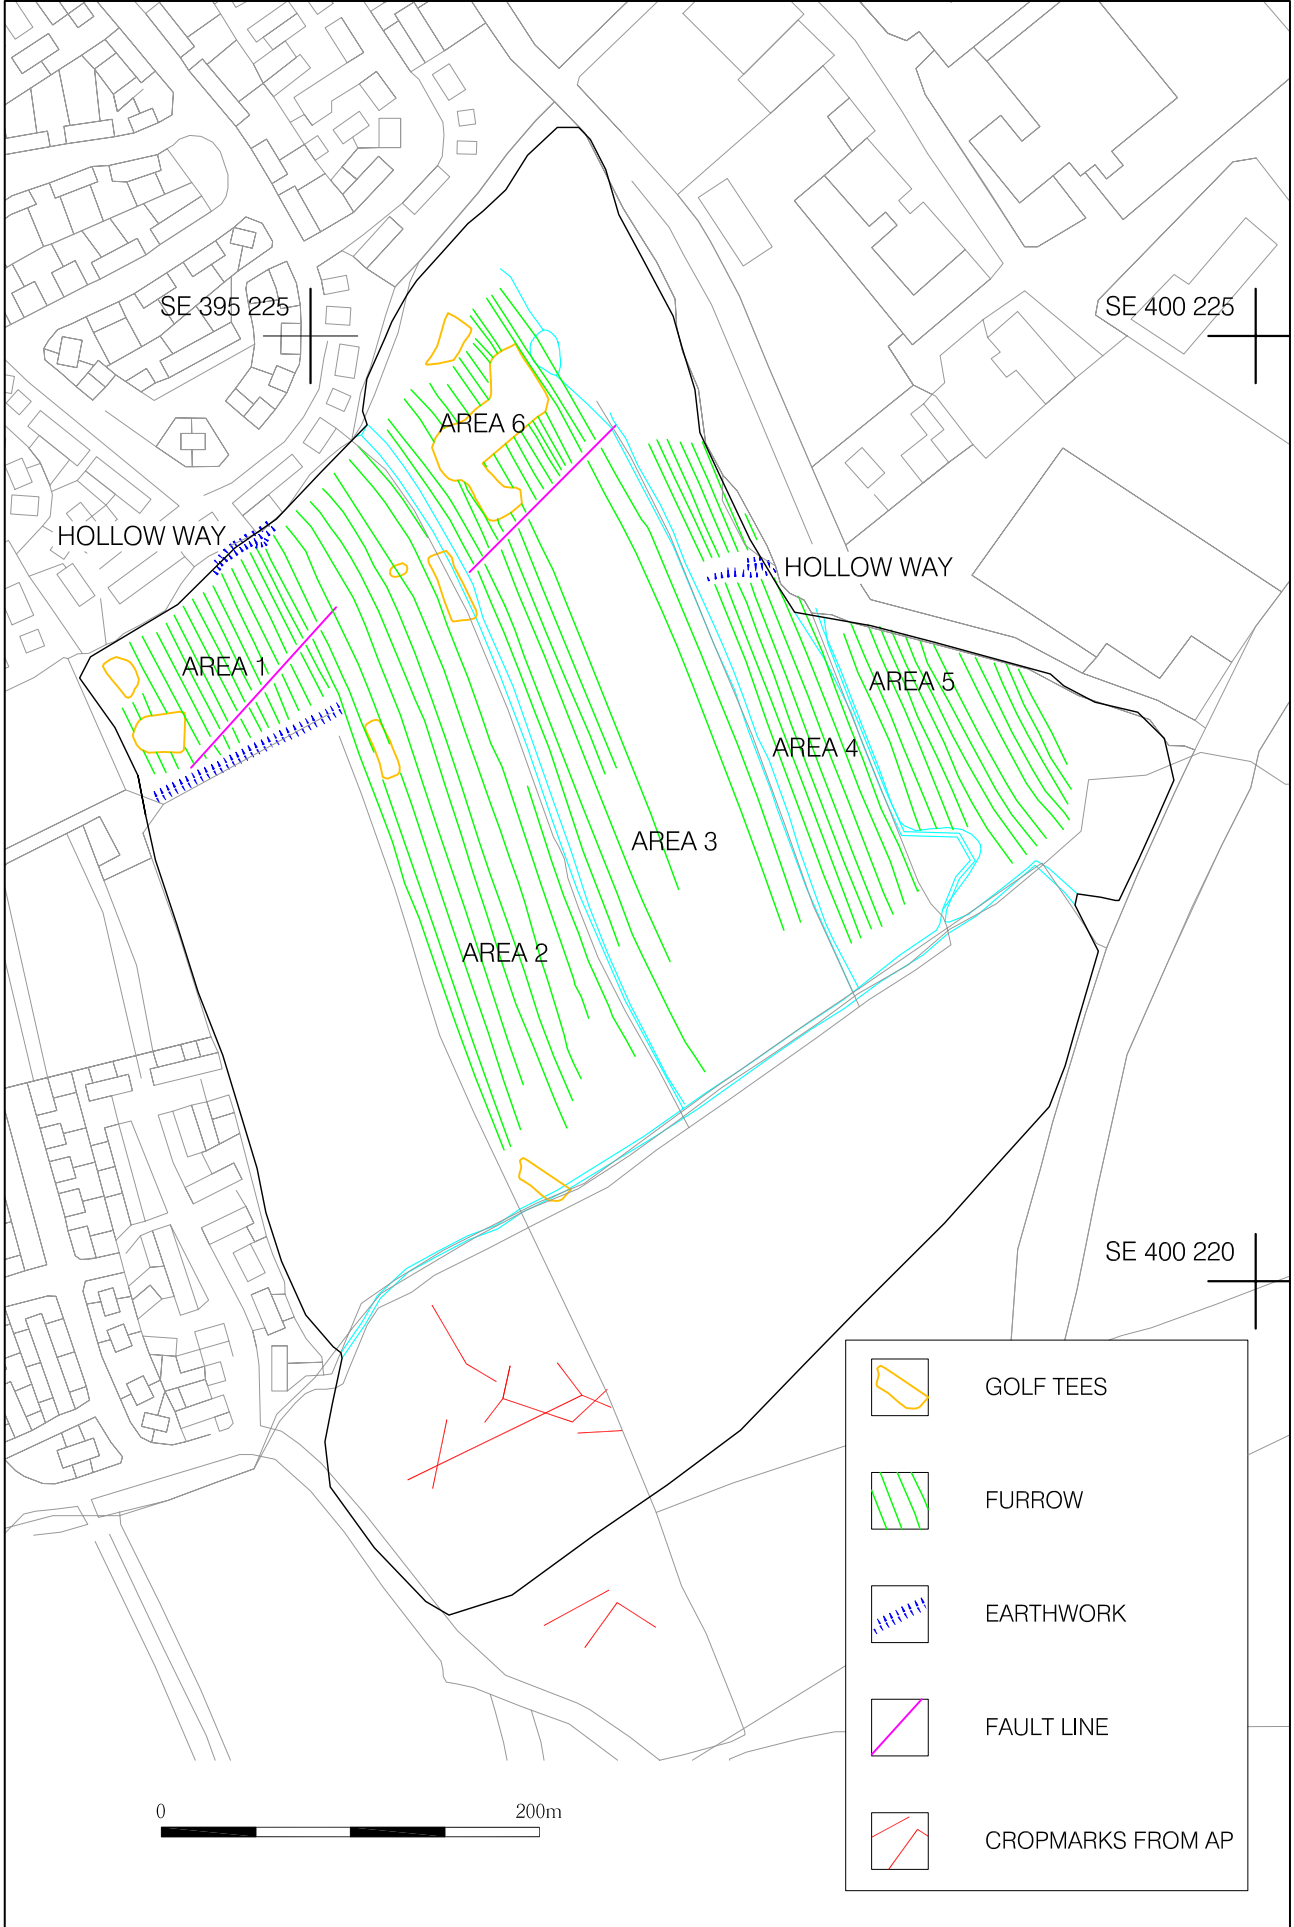 SE 395 225
SE 400 225
AREA 6
HOLLOW WAY
HOLLOW WAY
AREA 1
AREA 5
AREA 4
AREA 3
AREA 2
SE 400 220
GOLF TEES
FURROW
EARTHWORK
FAULT LINE
CROPMARKS FROM AP
0 200m